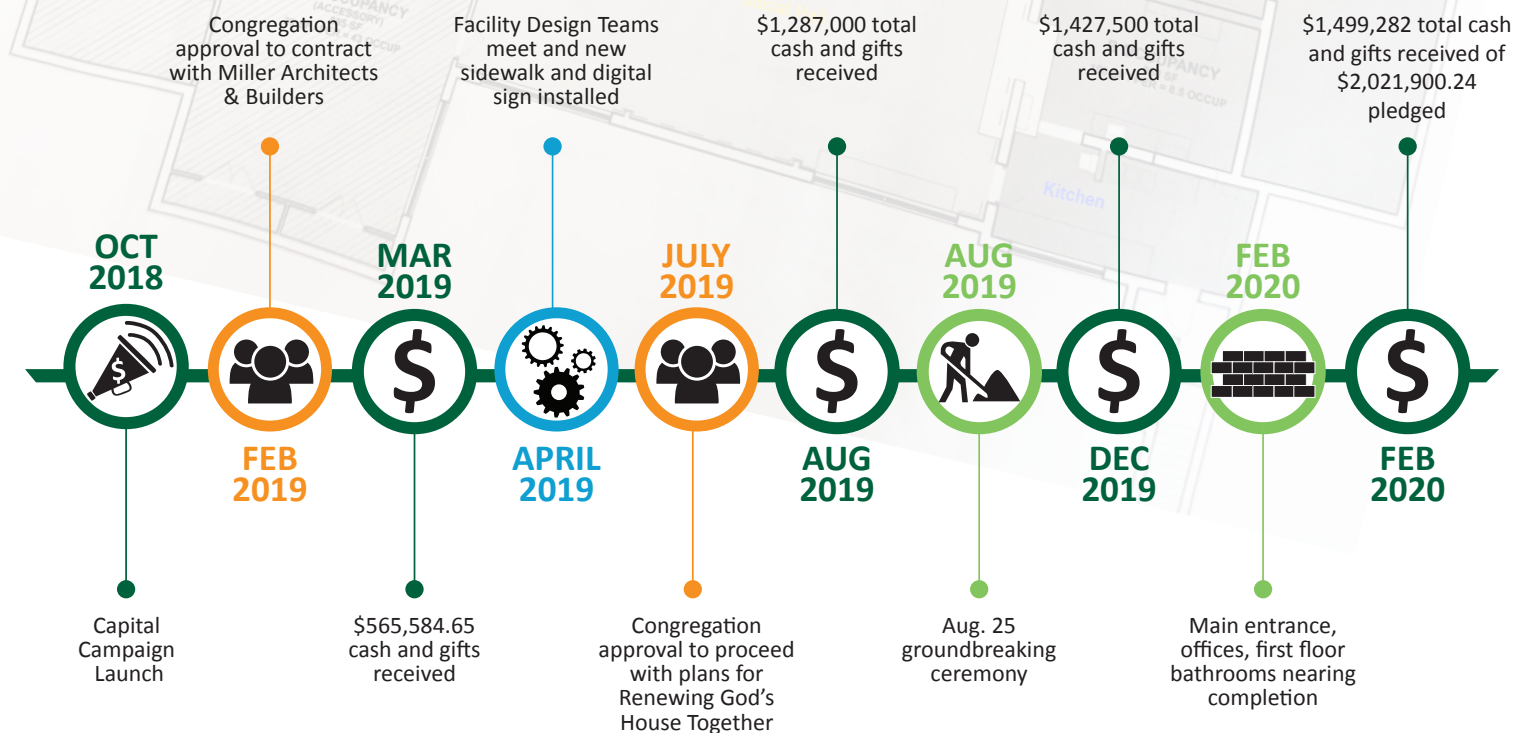 OCCUPANCY
(ACCESSORY)
Congregation
approval to contract
with Miller Architects
& Builders
Facility Design Teams
meet and new
sidewalk and digital
sign installed
$1,287,000 total
cash and gifts
received
$1,427,500 total
cash and gifts
received
$1,499,282 total cash
and gifts received of
$2,021,900.24
pledged
Kitchen
OCT
2018
MAR
2019
JULY
2019
AUG
2019
FEB
2020
$
$
$
$
$
FEB
2019
APRIL
2019
AUG
2019
DEC
2019
FEB
2020
Capital
Campaign
Launch
$565,584.65
cash and gifts
received
Congregation
approval to proceed
with plans for
Renewing God's
House Together
Aug. 25
groundbreaking
ceremony
Main entrance,
offices, first floor
bathrooms nearing
completion